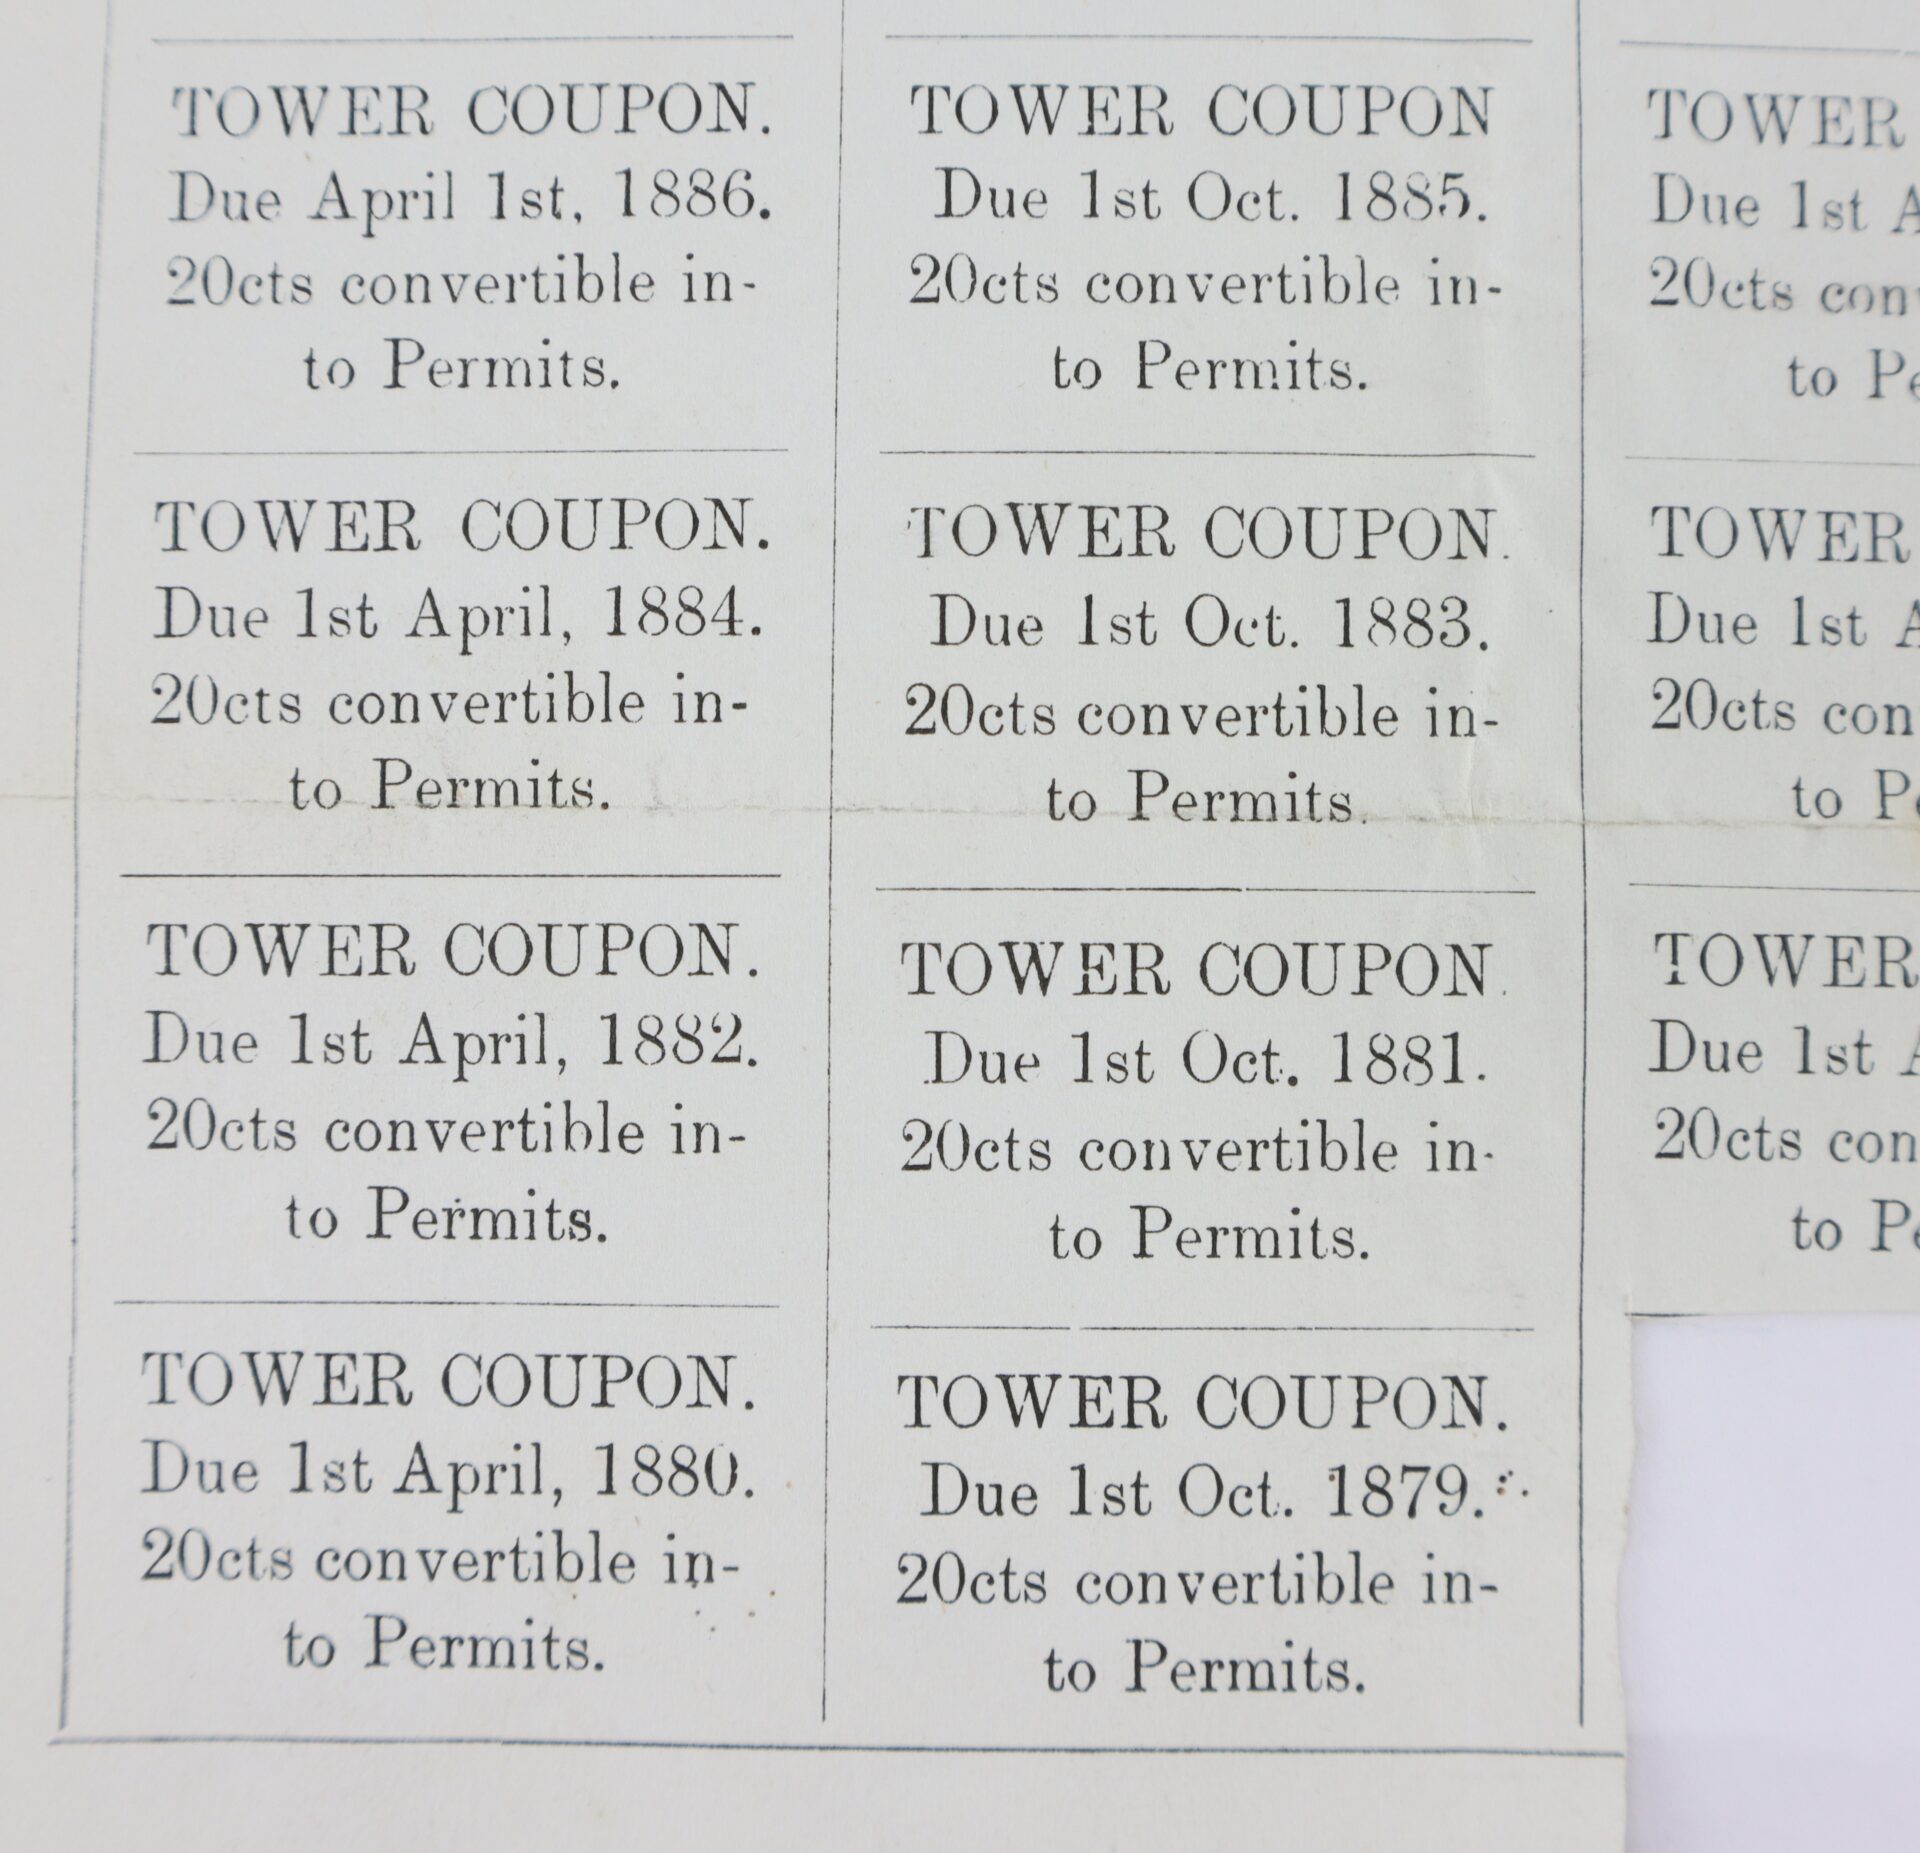 TOWER COUPON.
Due April 1st, 1886.
20cts convertible in-
to Permits.
TOWER COUPON
Due 1st Oct. 1885.
20cts convertible in-
to Permits.
TOWER
Due 1st
20cts
to
TOWER COUPON.
Due 1st April, 1884.
20cts convertible in-
to Permits.
TOWER COUPON.
Due 1st Oct. 1883.
20cts convertible in-
to Permits.
TOWER
Due 1st
20cts
to
TOWER COUPON.
Due 1st April, 1882.
20cts convertible in-
to Permits.
TOWER COUPON.
Due 1st Oct. 1881.
20cts convertible in-
to Permits.
TOWER
Due 1st
20cts
to
TOWER COUPON.
Due 1st April, 1880.
20cts convertible in-
to Permits.
TOWER COUPON.
Due 1st Oct. 1879.
20cts convertible in-
to Permits.